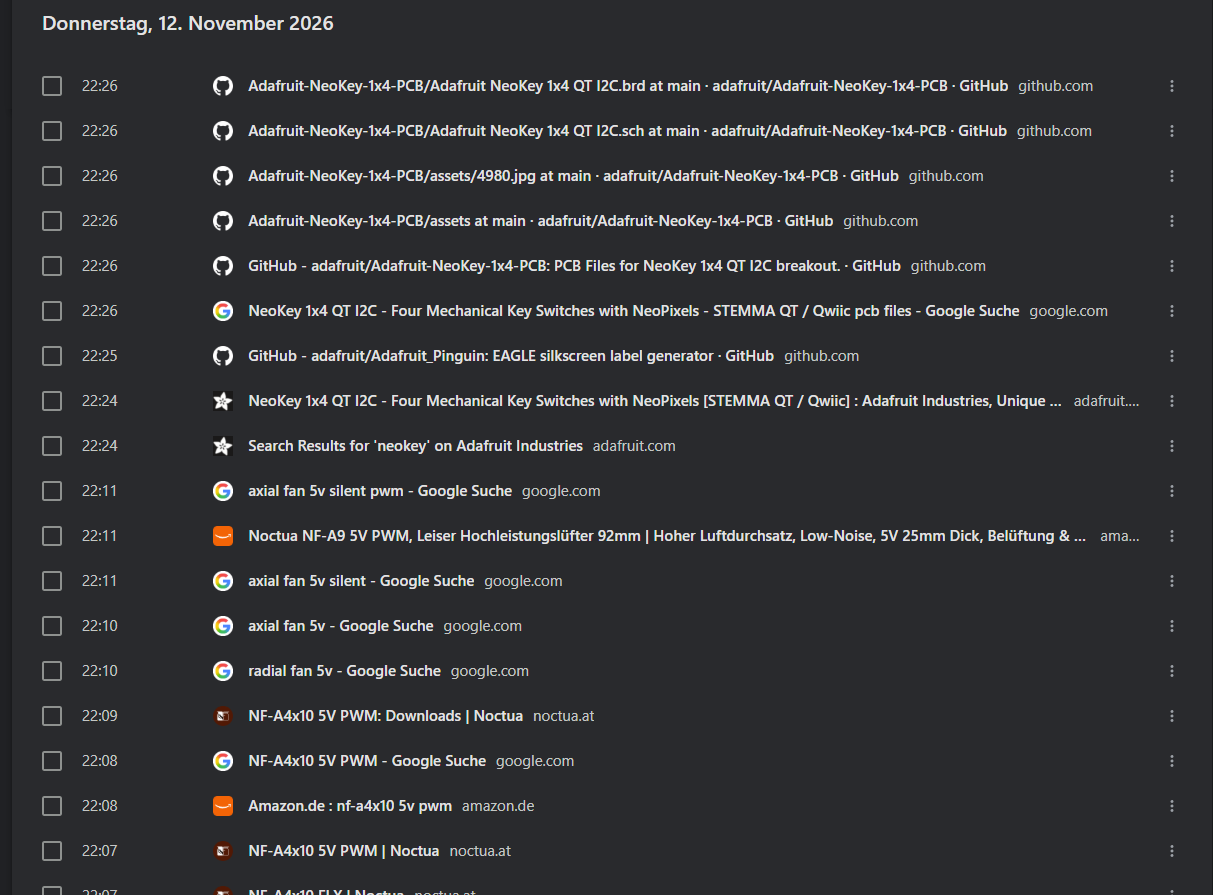 Donnerstag, 12. November 2026
22:26 Adafruit-NeoKey-1x4-PCB/Adafruit NeoKey 1x4 QT I2C.brd at main · adafruit/Adafruit-NeoKey-1x4-PCB · GitHub github.com
22:26 Adafruit-NeoKey-1x4-PCB/Adafruit NeoKey 1x4 QT I2C.sch at main · adafruit/Adafruit-NeoKey-1x4-PCB · GitHub github.com
22:26 Adafruit-NeoKey-1x4-PCB/assets/4980.jpg at main · adafruit/Adafruit-NeoKey-1x4-PCB · GitHub github.com
22:26 Adafruit-NeoKey-1x4-PCB/assets at main · adafruit/Adafruit-NeoKey-1x4-PCB · GitHub github.com
22:26 GitHub - adafruit/Adafruit-NeoKey-1x4-PCB: PCB Files for NeoKey 1x4 QT I2C breakout. · GitHub github.com
22:26 NeoKey 1x4 QT I2C - Four Mechanical Key Switches with NeoPixels - STEMMA QT / Qwiic pcb files - Google Suche google.com
22:25 GitHub - adafruit/Adafruit_Pinguin: EAGLE silkscreen label generator · GitHub github.com
22:24 NeoKey 1x4 QT I2C - Four Mechanical Key Switches with NeoPixels [STEMMA QT / Qwiic] : Adafruit Industries, Unique ... adafruit....
22:24 Search Results for 'neokey' on Adafruit Industries adafruit.com
22:11 axial fan 5v silent pwm - Google Suche google.com
22:11 Noctua NF-A9 5V PWM, Leiser Hochleistungslüfter 92mm | Hoher Luftdurchsatz, Low-Noise, 5V 25mm Dick, Belüftung & ... ama...
22:11 axial fan 5v silent - Google Suche google.com
22:10 axial fan 5v - Google Suche google.com
22:10 radial fan 5v - Google Suche google.com
22:09 NF-A4x10 5V PWM: Downloads | Noctua noctua.at
22:08 NF-A4x10 5V PWM - Google Suche google.com
22:08 Amazon.de : nf-a4x10 5v pwm amazon.de
22:07 NF-A4x10 5V PWM | Noctua noctua.at
22:07 NF-A4x10 FLX | Noctua noctua.at